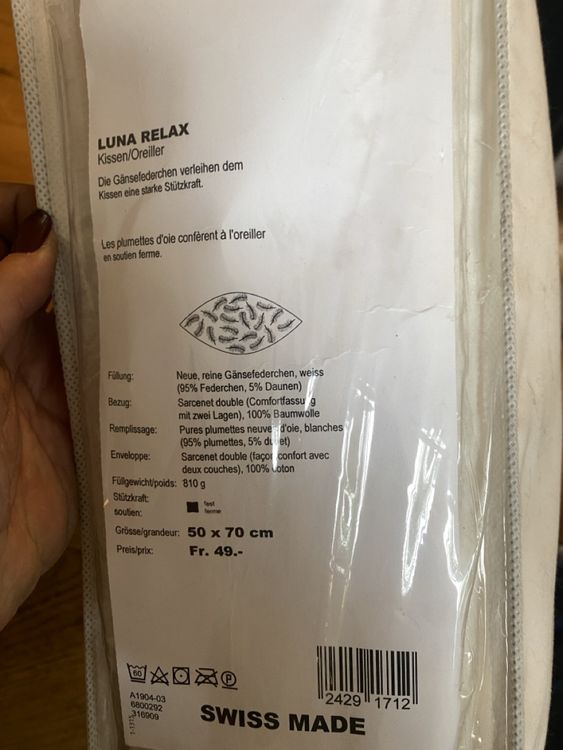 LUNA RELAX
Kissen/Oreiller
Die Gänsefederchen verleihen dem
Kissen eine starke Stützkraft.
Les plumettes d'oie confèrent à l'oreiller
en soutien ferme.
Füllung: Neue, reine Gänsefederchen, weiss
(95% Federchen, 5% Daunen)
Bezug: Sarcenet double (Comfortfassung
mit zwei Lagen), 100% Baumwolle
Remplissage: Pures plumettes neuves d'oie, blanches
(95% plumettes, 5% duvet)
Enveloppe: Sarcenet double (façon confort avec
deux couches), 100% coton
Füllgewicht/poids: 810 g
Stützkraft: fest
soutien: ferme
Grösse/grandeur: 50 x 70 cm
Preis/prix: Fr. 49.-
60 P
A1904-03
6800292
316909
2429 1712
SWISS MADE